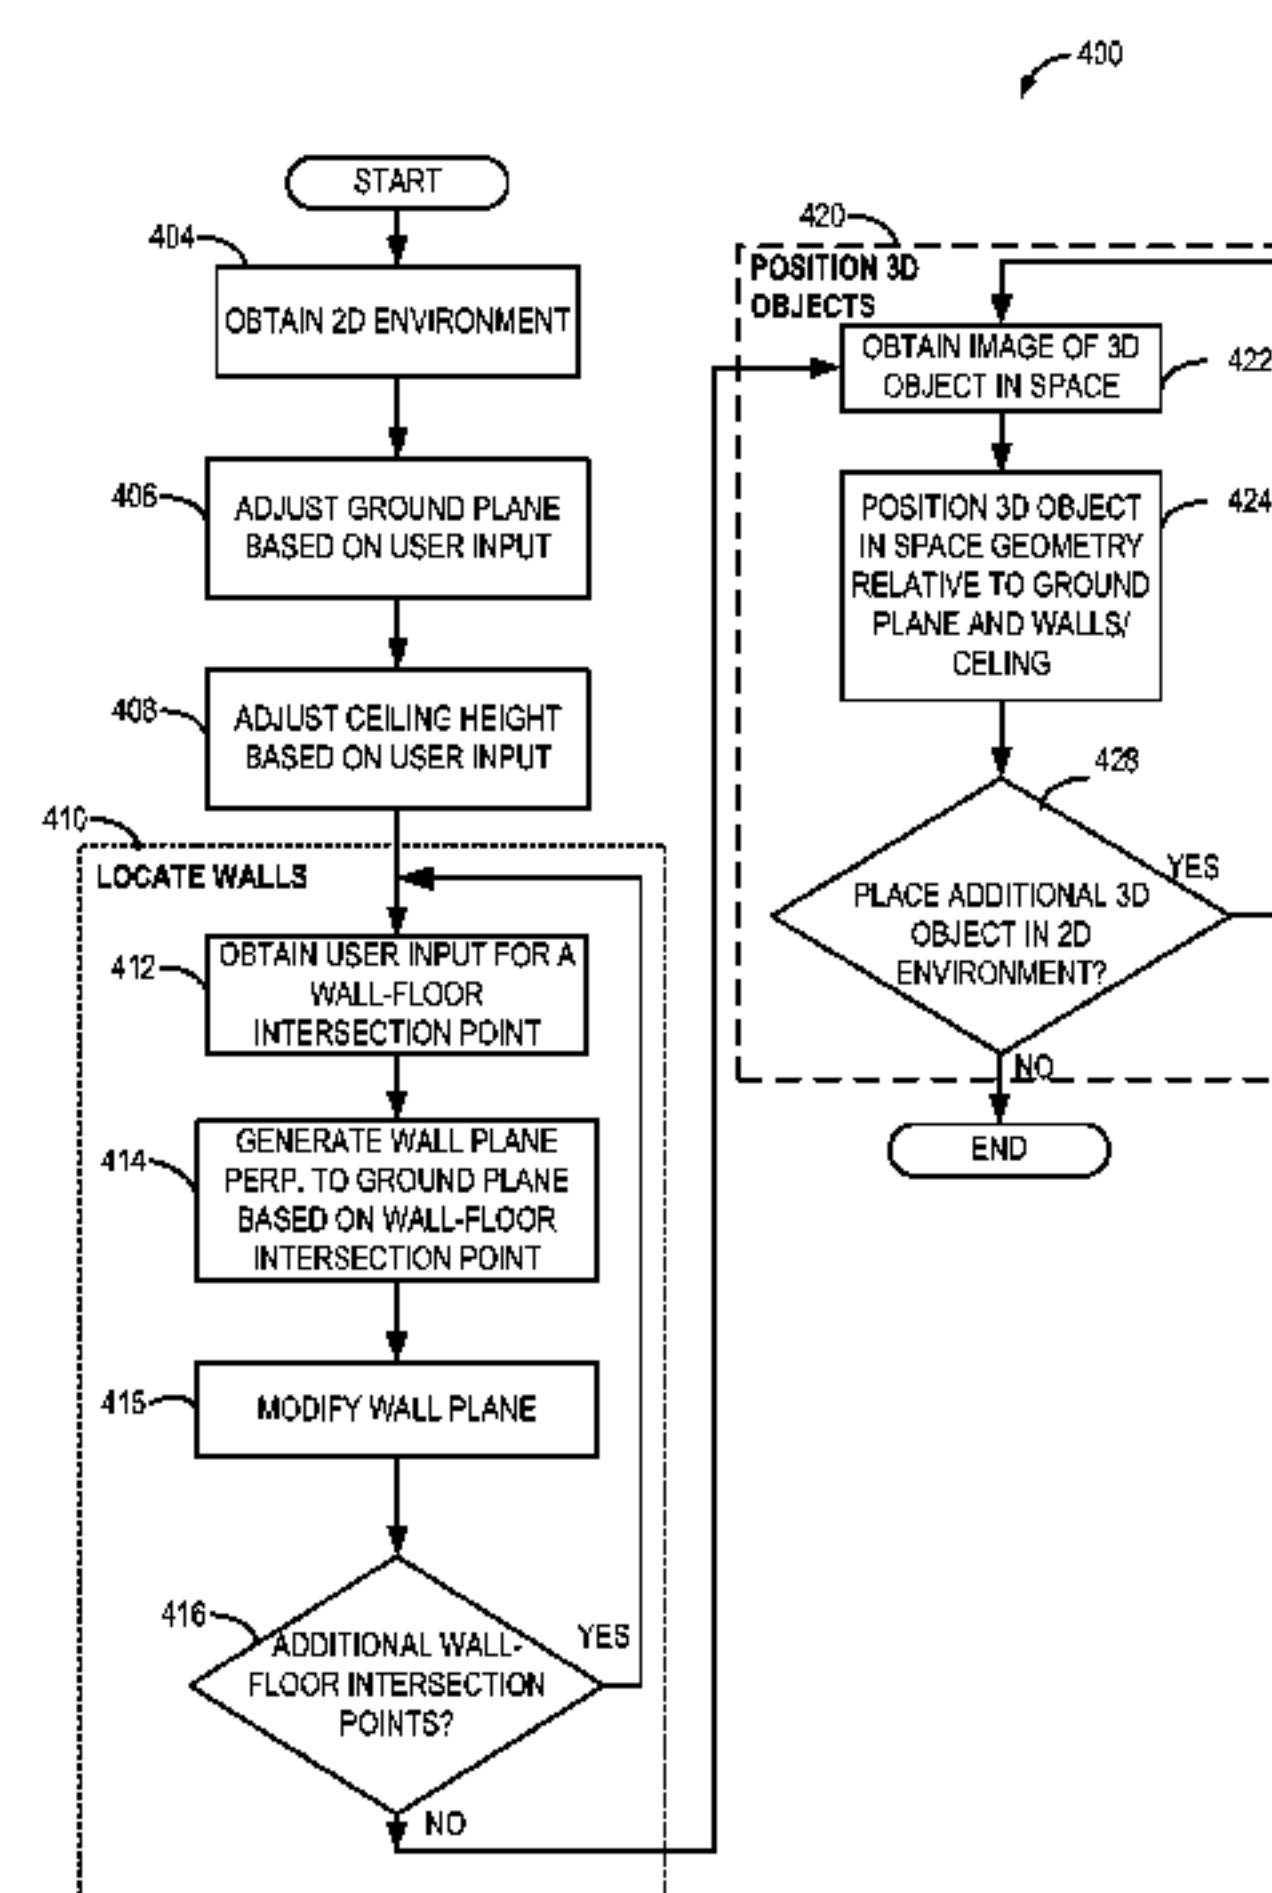 400
START
404
OBTAIN 2D ENVIRONMENT
406
ADJUST GROUND PLANE
BASED ON USER INPUT
408
ADJUST CEILING HEIGHT
BASED ON USER INPUT
410
LOCATE WALLS
412
OBTAIN USER INPUT FOR A
WALL-FLOOR
INTERSECTION POINT
414
GENERATE WALL PLANE
PERP. TO GROUND PLANE
BASED ON WALL-FLOOR
INTERSECTION POINT
415
MODIFY WALL PLANE
416
ADDITIONAL WALL-
FLOOR INTERSECTION
POINTS?
YES
NO
420
POSITION 3D
OBJECTS
OBTAIN IMAGE OF 3D
OBJECT IN SPACE
422
POSITION 3D OBJECT
IN SPACE GEOMETRY
RELATIVE TO GROUND
PLANE AND WALLS/
CELING
424
428
PLACE ADDITIONAL 3D
OBJECT IN 2D
ENVIRONMENT?
YES
NO
END